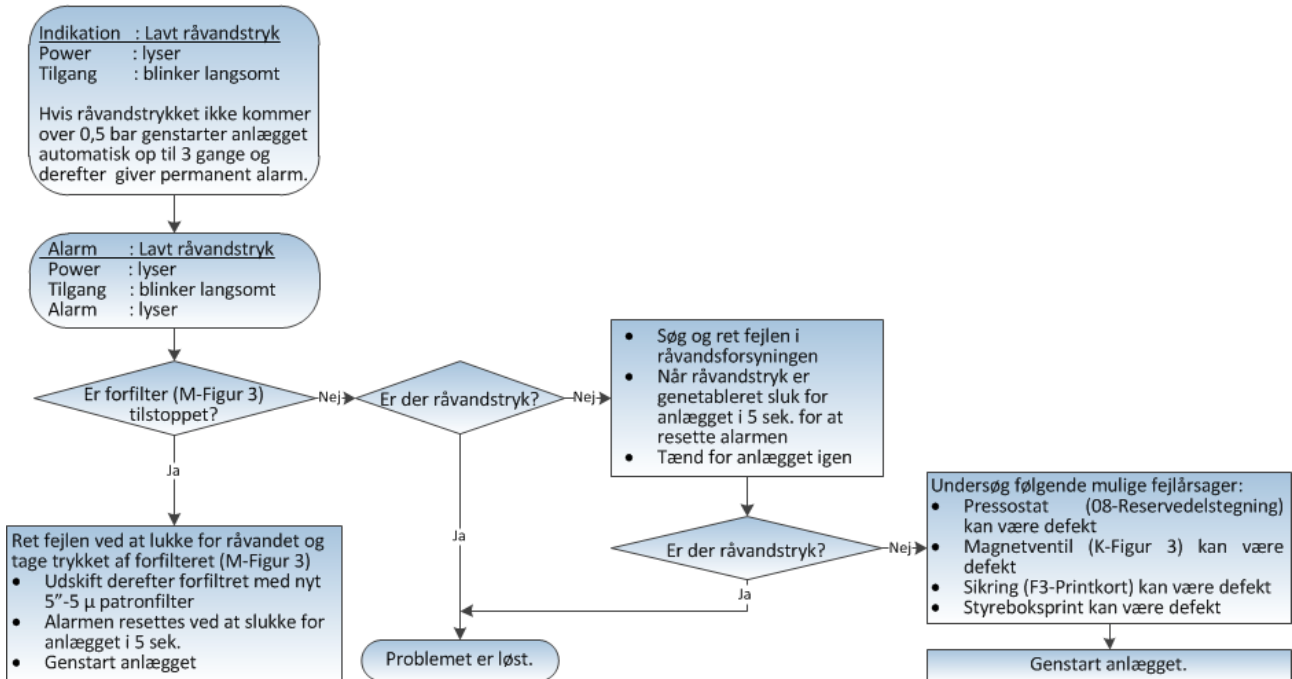 Indikation : Lavt råvandstryk
Power : lyser
Tilgang : blinker langsomt
Hvis råvandstrykket ikke kommer
over 0,5 bar genstarter anlægget
automatisk op til 3 gange og
derefter giver permanent alarm.
Alarm : Lavt råvandstryk
Power : lyser
Tilgang : blinker langsomt
Alarm : lyser
Er forfilter (M-Figur 3)
tilstoppet?
Nej
Er der råvandstryk?
Nej
• Søg og ret fejlen i
råvandsforsyningen
• Når råvandstryk er
genetableret sluk for
anlægget i 5 sek. for at
resette alarmen
• Tænd for anlægget igen
Ja
Ret fejlen ved at lukke for råvandet og
tage trykket af forfilteret (M-Figur 3)
• Udskift derefter forfiltret med nyt
5”-5 µ patronfilter
• Alarmen resettes ved at slukke for
anlægget i 5 sek.
• Genstart anlægget
Ja
Er der råvandstryk?
Nej
Undersøg følgende mulige fejlårsager:
• Pressostat (08-Reservedelstegning)
kan være defekt
• Magnetventil (K-Figur 3) kan være
defekt
• Sikring (F3-Printkort) kan være defekt
• Styreboksprint kan være defekt
Ja
Problemet er løst.
Genstart anlægget.